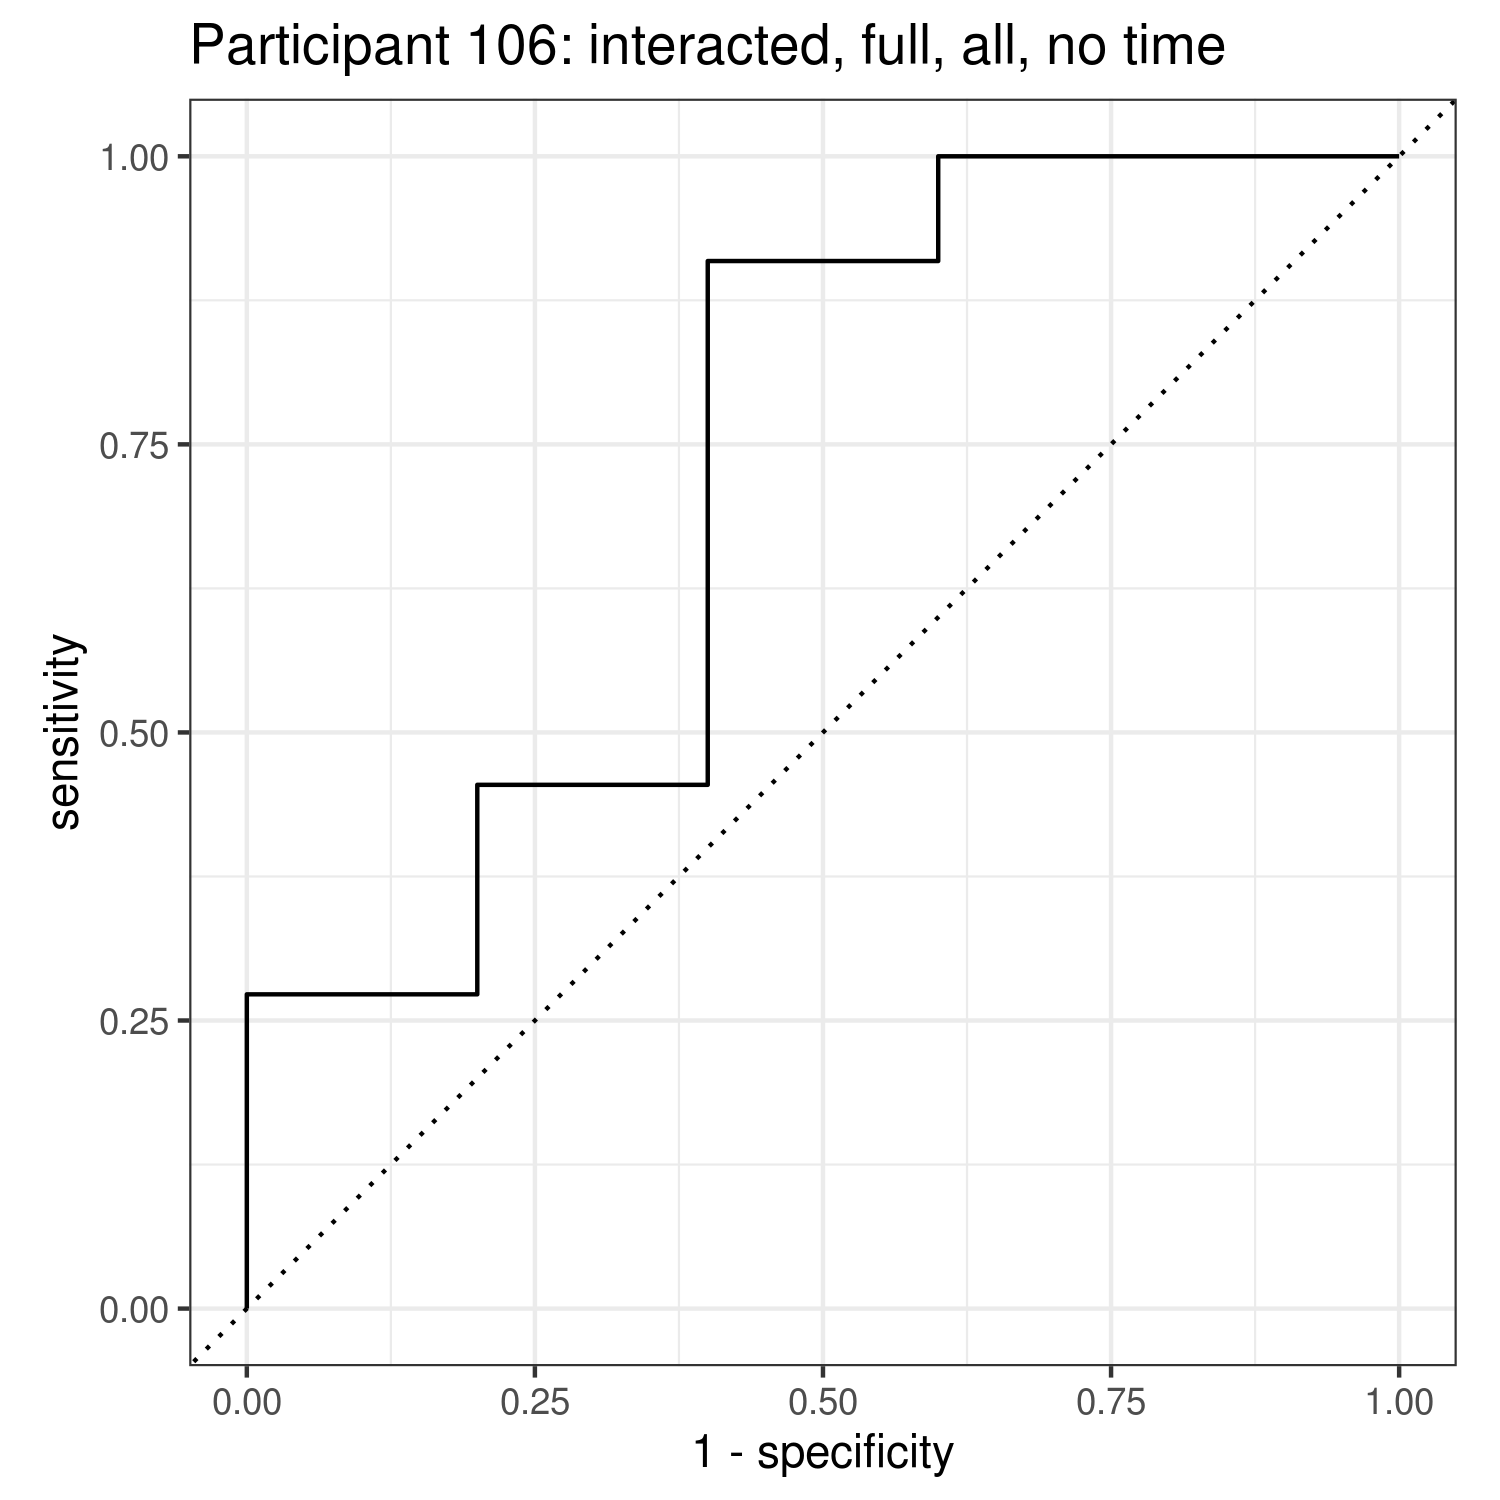 Participant 106: interacted, full, all, no time
sensitivity
1.00
0.75
0.50
0.25
0.00
0.00 0.25 0.50 0.75 1.00
1 - specificity